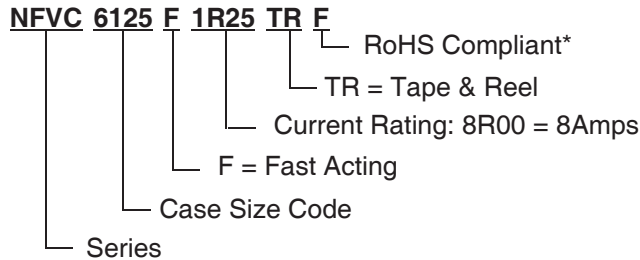 NFVC 6125 F 1R25 TR F
RoHS Compliant*
TR = Tape & Reel
Current Rating: 8R00 = 8Amps
F = Fast Acting
Case Size Code
Series